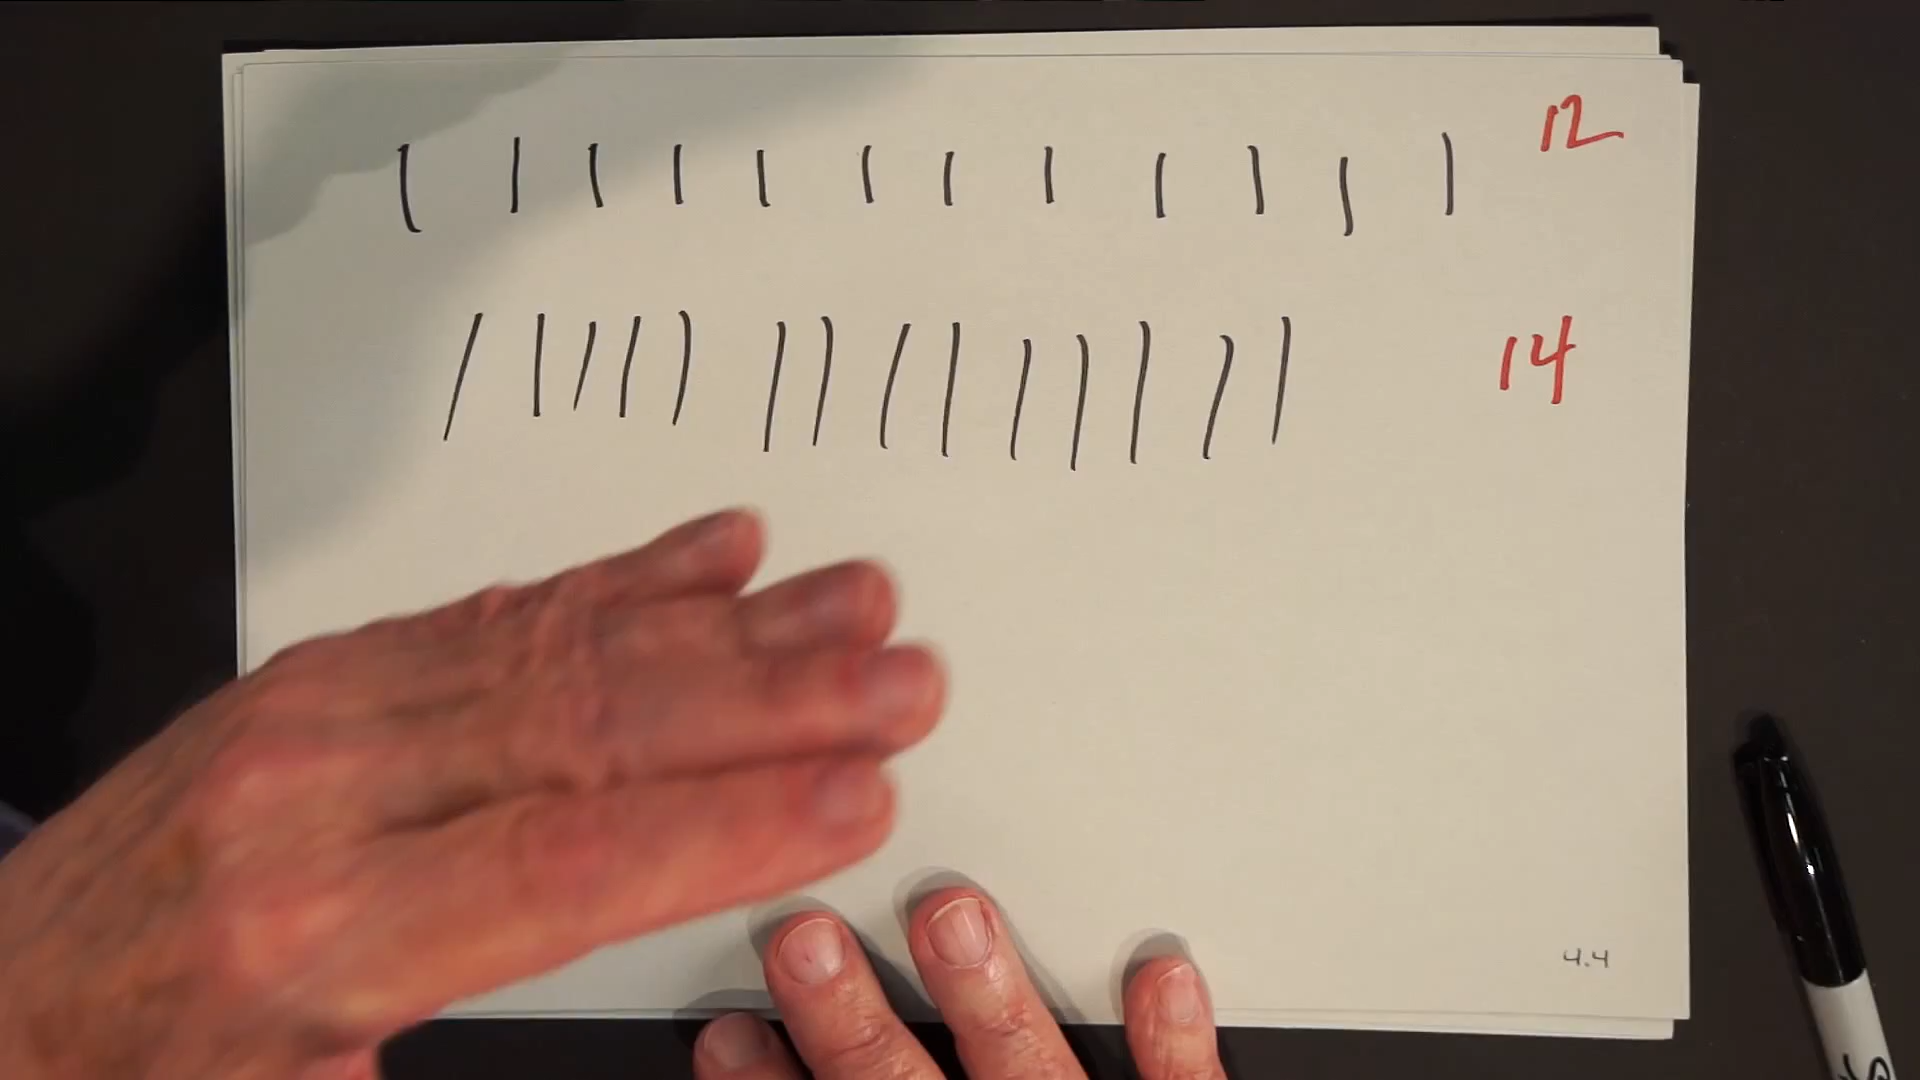 | | | | | | | | | | | | 12
| | | | | | | | | | | | | | 14
4.4